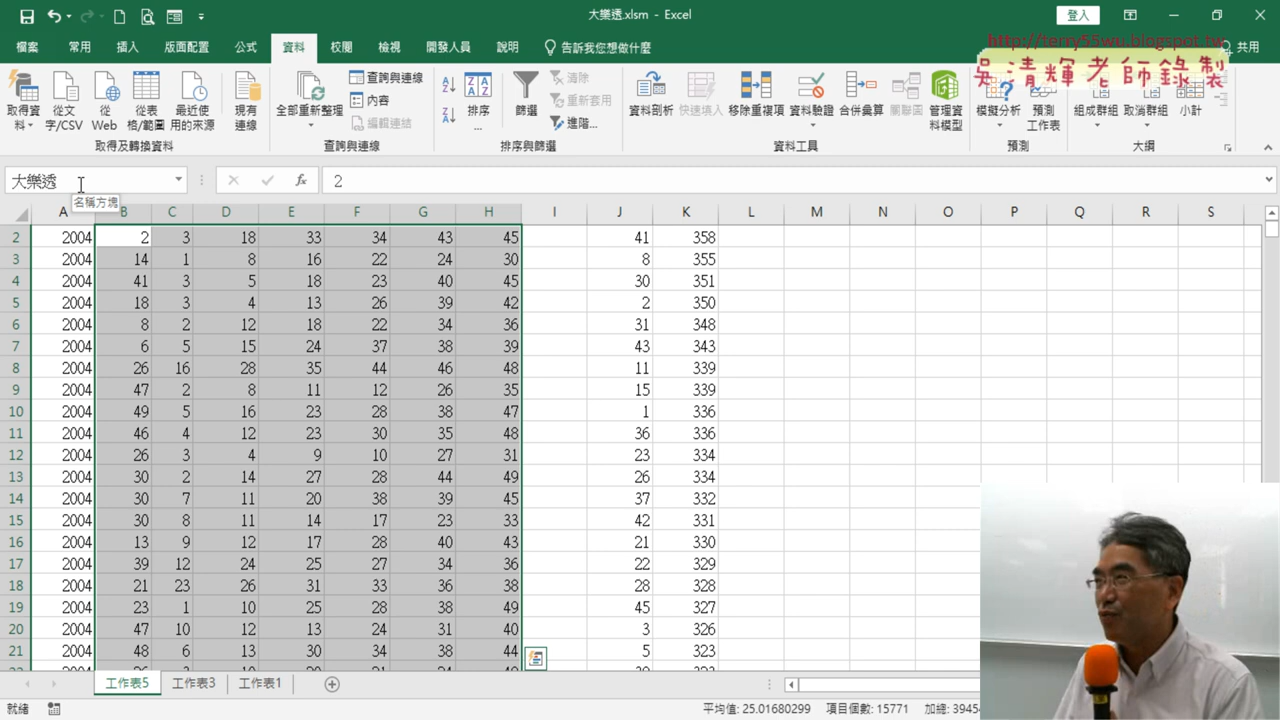 大樂透.xlsm - Excel
登入
檔案 常用 插入 版面配置 公式 資料 校閱 檢視 開發人員 說明 告訴我您想做什麼
共用
http://terry55wu.blogspot.tw
吳清輝老師錄製
取得資料 從文字/CSV 從 Web 從表格/範圍 最近使用的來源 現有連線
取得及轉換資料
全部重新整理 查詢與連線 內容 編輯連結
查詢與連線
排序... 篩選 清除 重新套用 進階...
排序與篩選
資料剖析 快速填入 移除重複項 資料驗證 合併彙算 關聯圖 管理資料模型
資料工具
模擬分析 預測工作表
預測
組成群組 取消群組 小計
大綱
大樂透 2
名稱方塊
A B C D E F G H I J K L M N O P Q R S
2 2004 2 3 18 33 34 43 45 41 358
3 2004 14 1 8 16 22 24 30 8 355
4 2004 41 3 5 18 23 40 45 30 351
5 2004 18 3 4 13 26 39 42 2 350
6 2004 8 2 12 18 22 34 36 31 348
7 2004 6 5 15 24 37 38 39 43 343
8 2004 26 16 28 35 44 46 48 11 339
9 2004 47 2 8 11 12 26 35 15 339
10 2004 49 5 16 23 28 38 47 1 336
11 2004 46 4 12 23 30 35 48 36 336
12 2004 26 3 4 9 10 27 31 23 334
13 2004 30 2 14 27 28 44 49 26 334
14 2004 30 7 11 20 38 39 45 37 332
15 2004 30 8 11 14 17 23 33 42 331
16 2004 13 9 12 17 28 40 43 21 330
17 2004 39 12 24 25 27 34 36 22 329
18 2004 21 23 26 31 33 36 38 28 328
19 2004 23 1 10 25 28 38 49 45 327
20 2004 47 10 12 13 24 31 40 3 326
21 2004 48 6 13 30 34 38 44 5 323
工作表5 工作表3 工作表1
就緒 平均值: 25.01680299 項目個數: 15771 加總: 3945